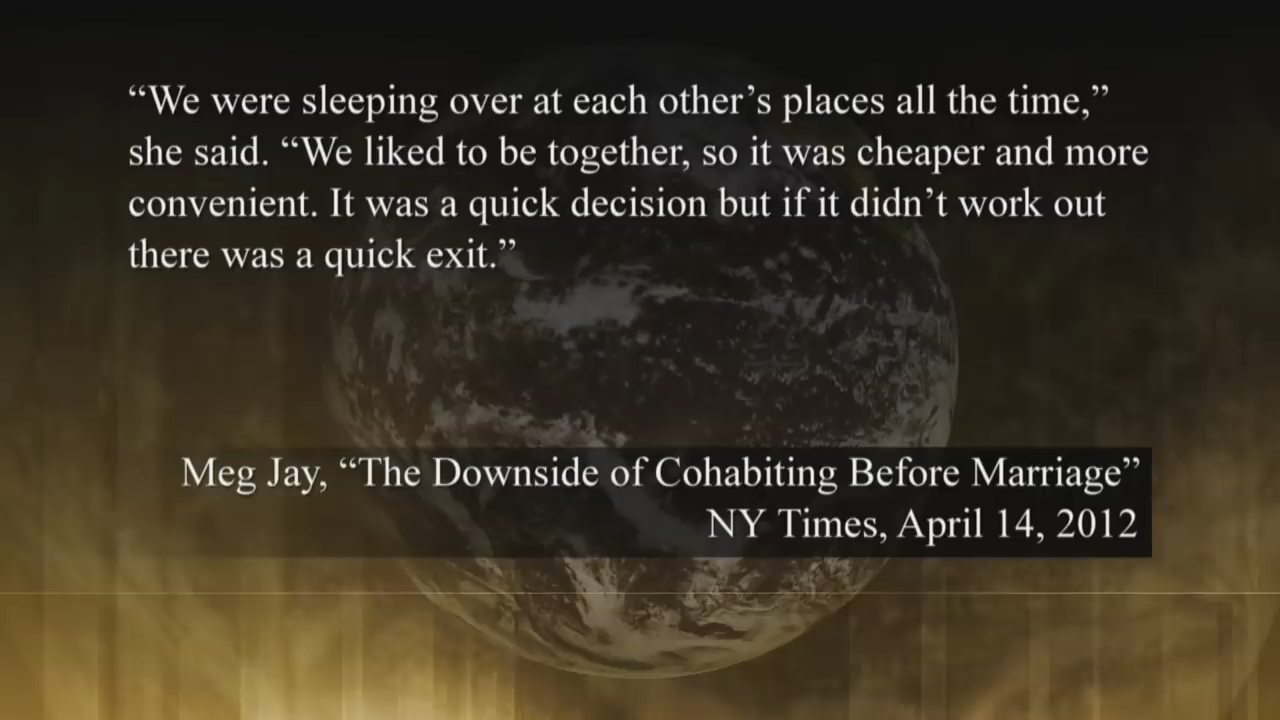 “We were sleeping over at each other’s places all the time,”
she said. “We liked to be together, so it was cheaper and more
convenient. It was a quick decision but if it didn’t work out
there was a quick exit.”
Meg Jay, “The Downside of Cohabiting Before Marriage”
NY Times, April 14, 2012